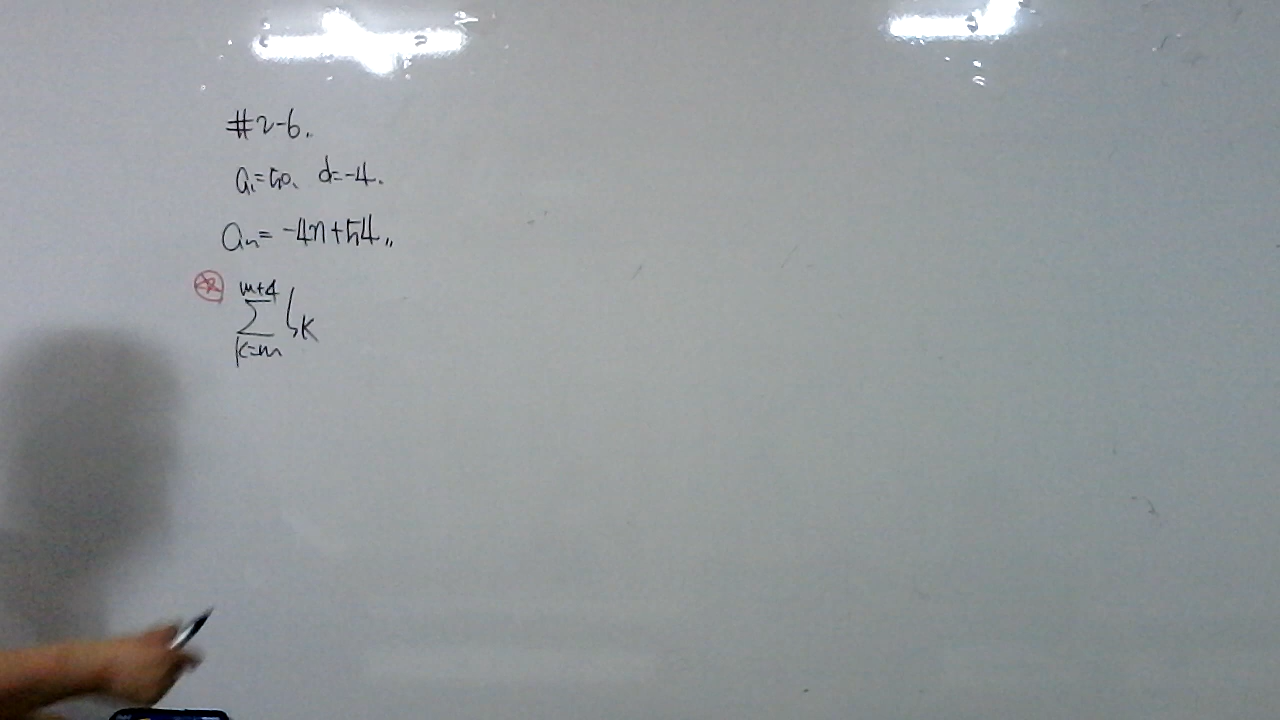 #2-6.
a₁=50, d=-4.
aₙ= -4n+54
m+4
∑ bₖ
k=m